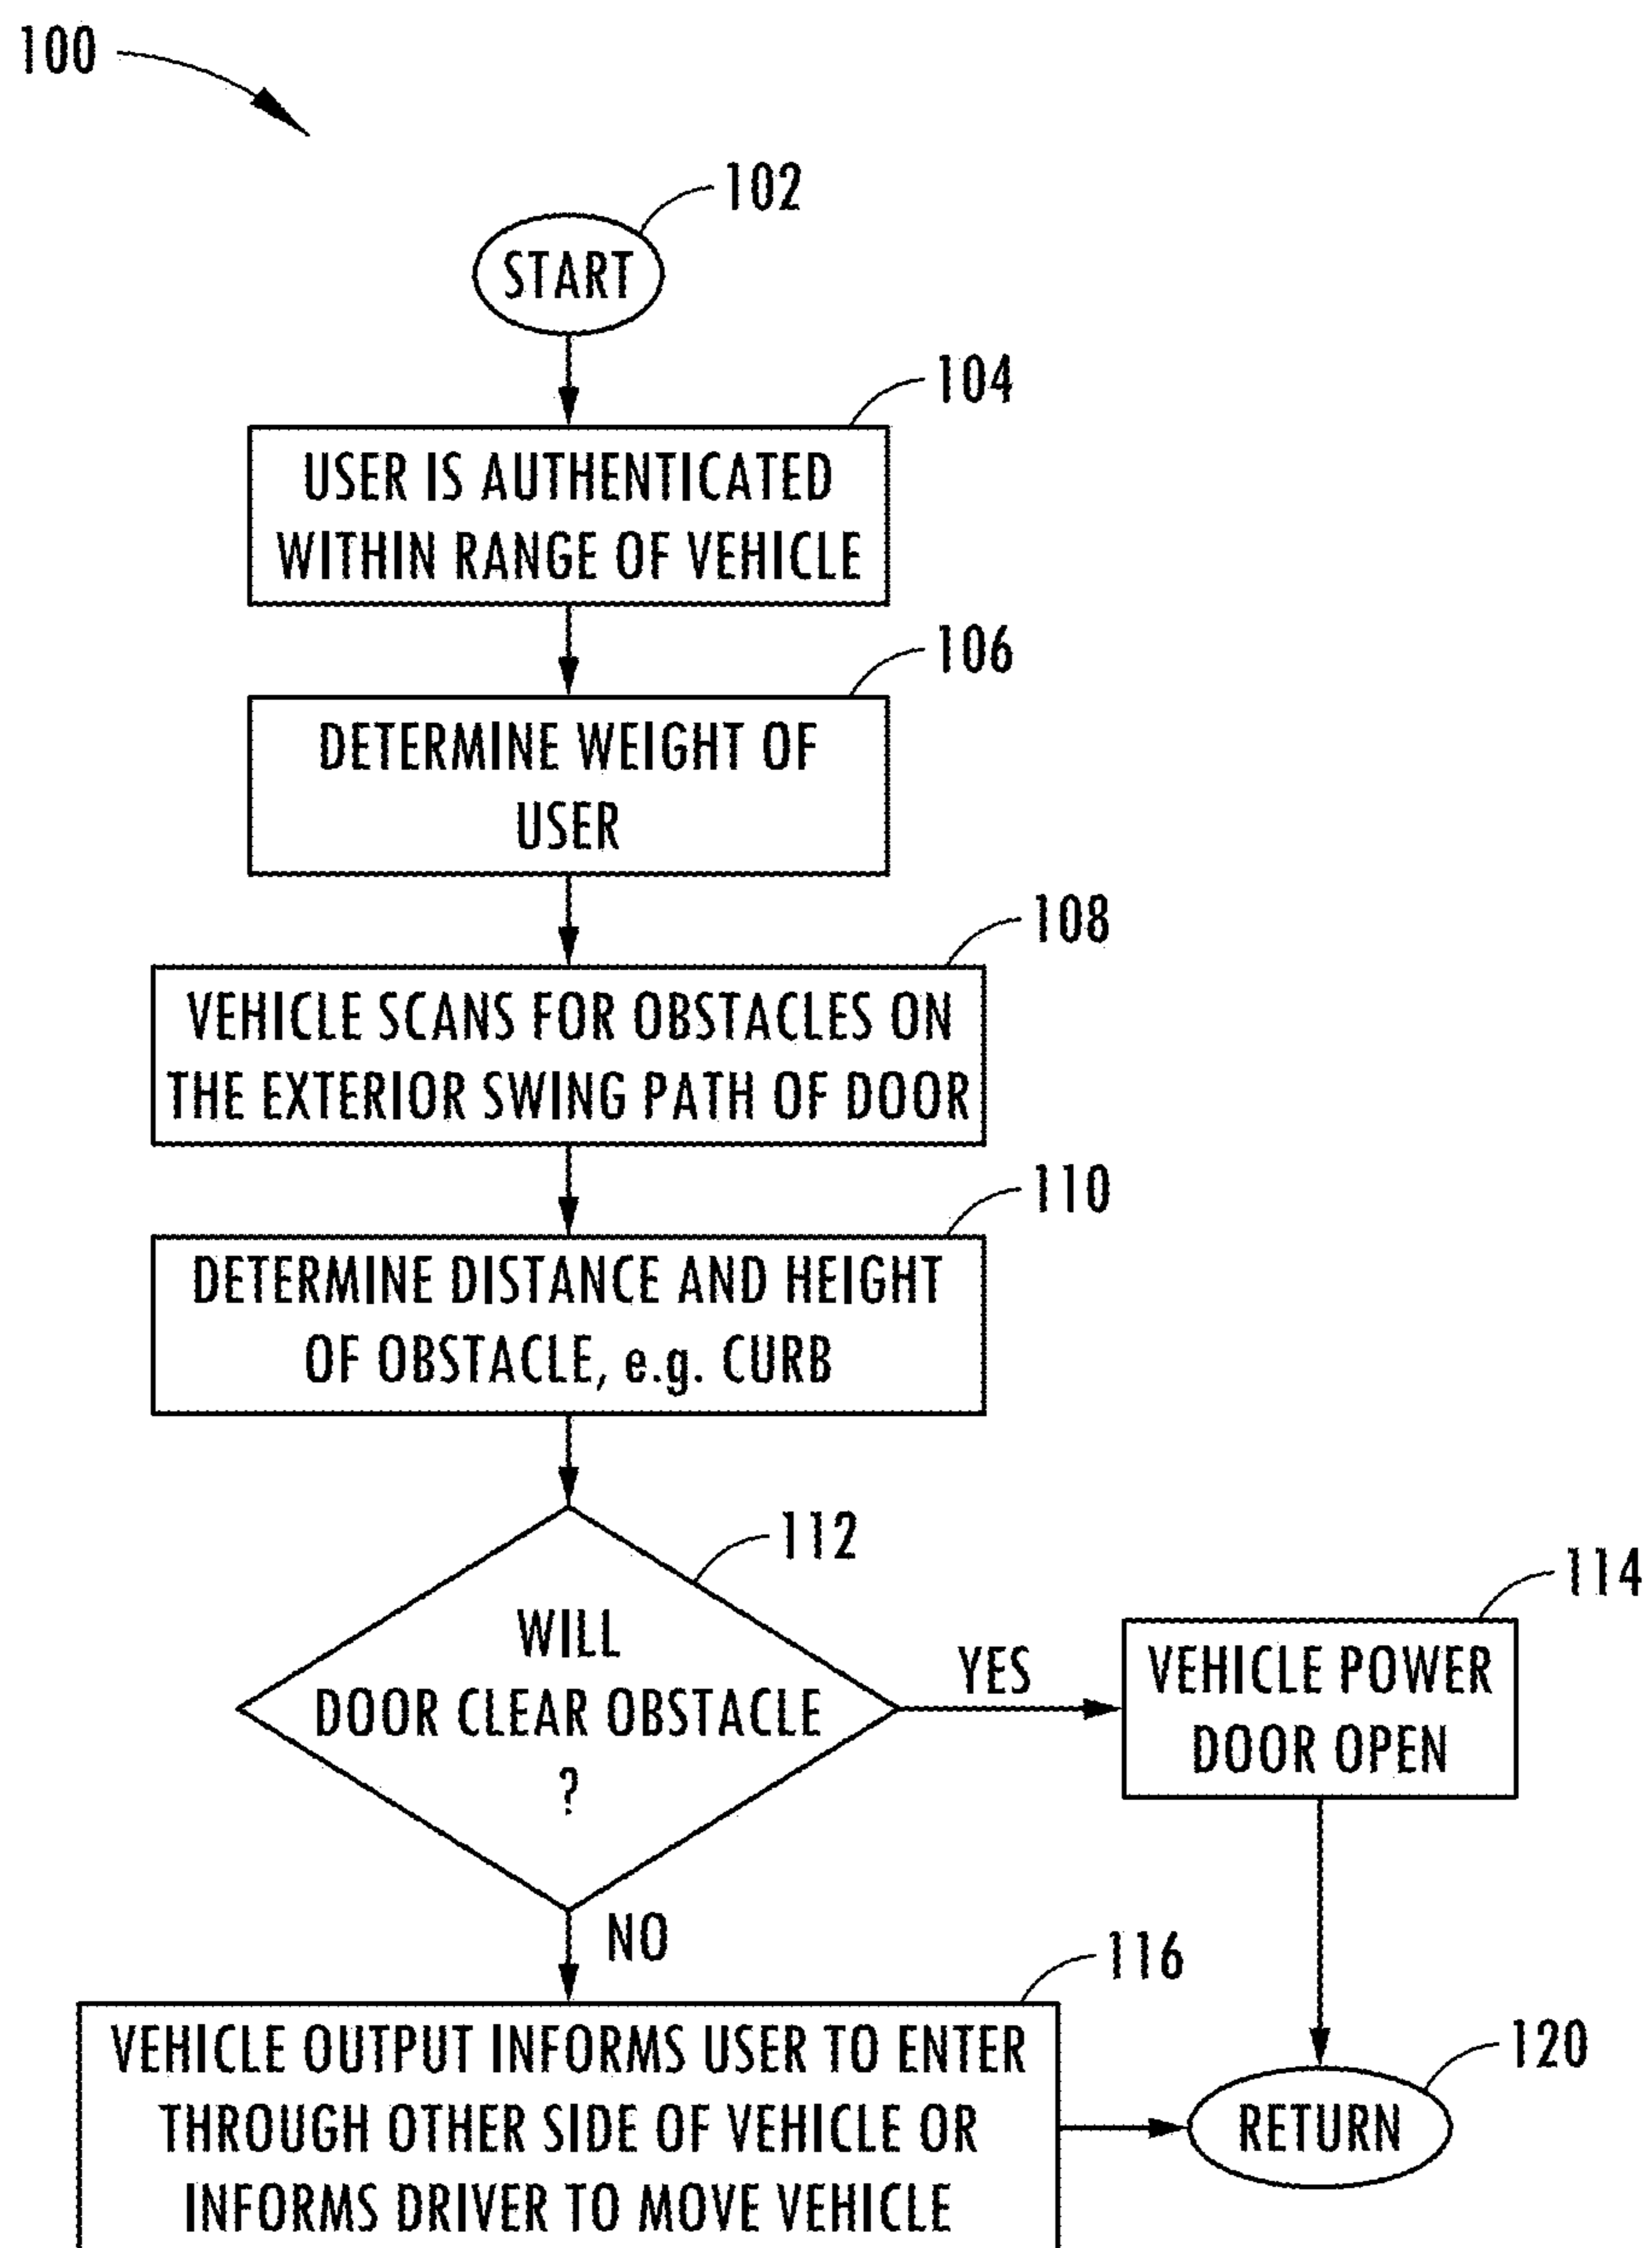 100
102
START
104
USER IS AUTHENTICATED
WITHIN RANGE OF VEHICLE
106
DETERMINE WEIGHT OF
USER
108
VEHICLE SCANS FOR OBSTACLES ON
THE EXTERIOR SWING PATH OF DOOR
110
DETERMINE DISTANCE AND HEIGHT
OF OBSTACLE, e.g. CURB
112
WILL
DOOR CLEAR OBSTACLE
?
YES
114
VEHICLE POWER
DOOR OPEN
NO
116
VEHICLE OUTPUT INFORMS USER TO ENTER
THROUGH OTHER SIDE OF VEHICLE OR
INFORMS DRIVER TO MOVE VEHICLE
120
RETURN